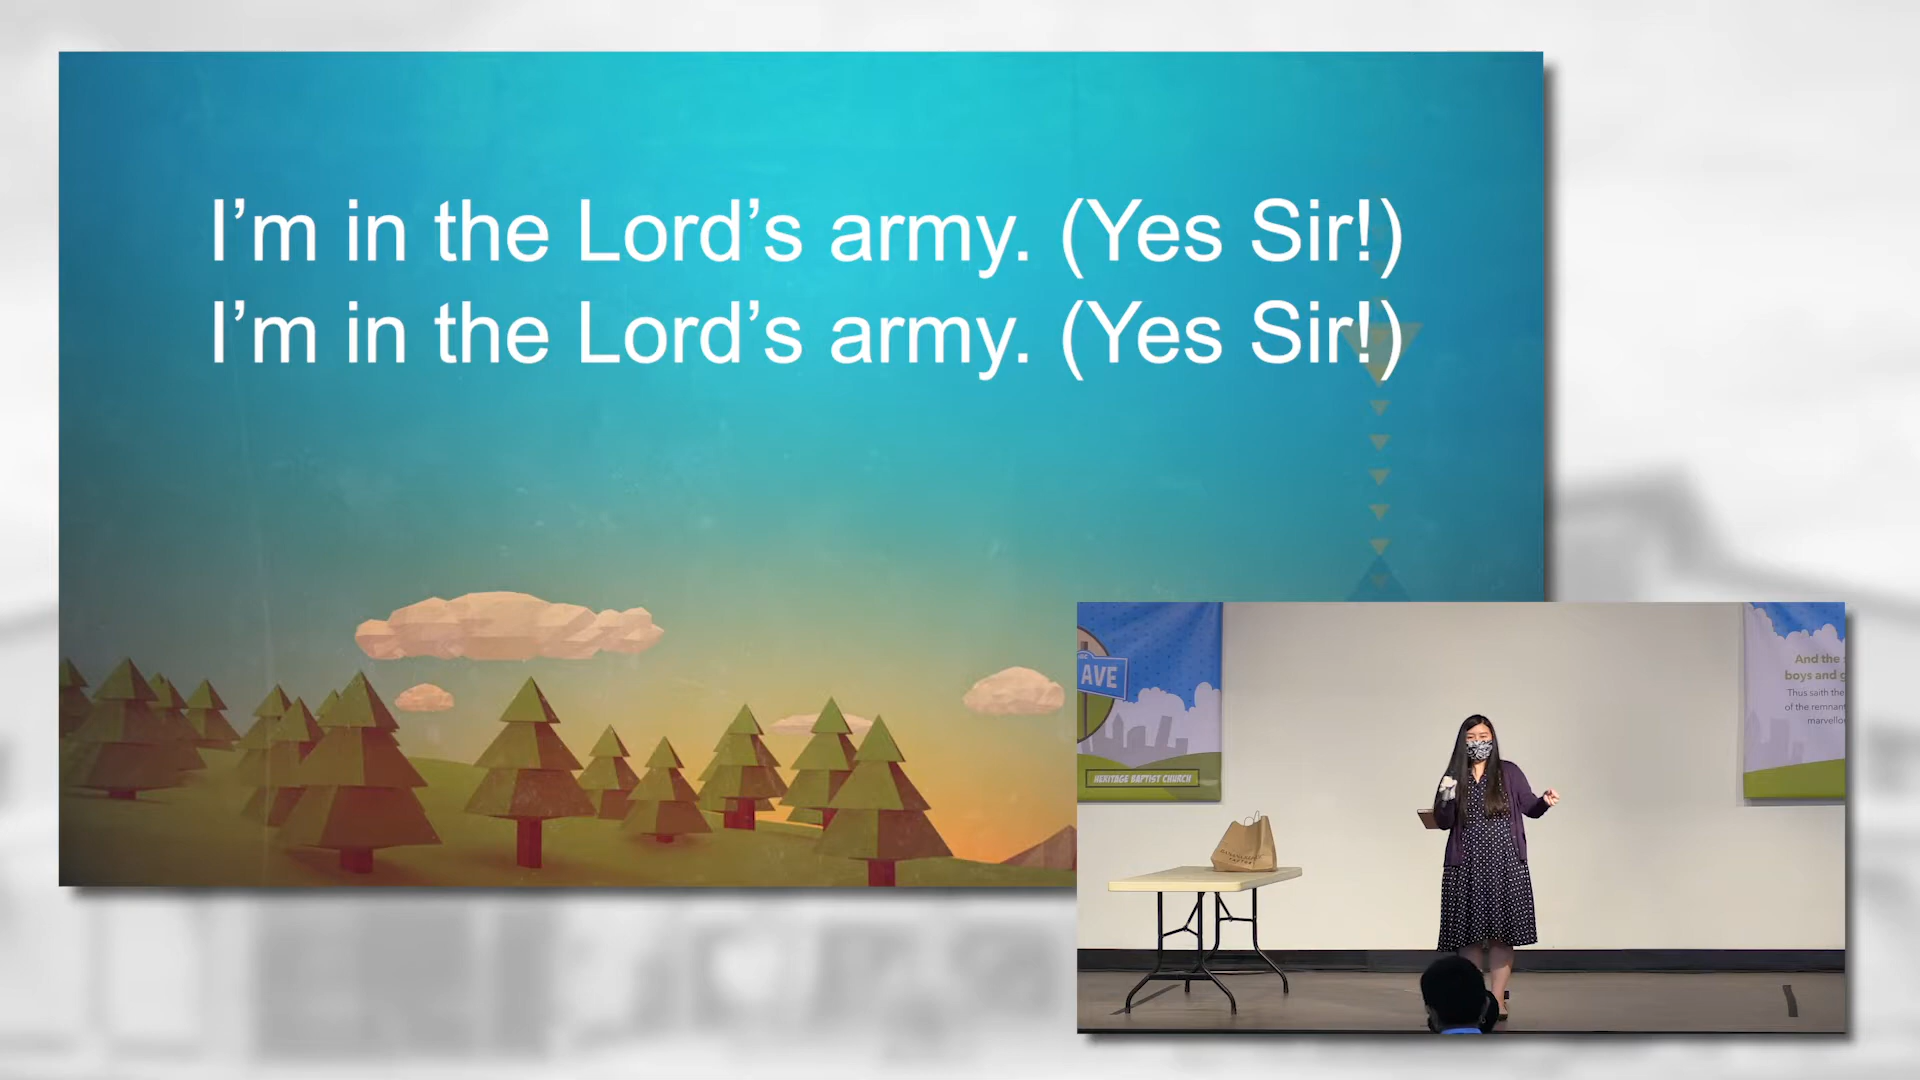 I’m in the Lord’s army. (Yes Sir!)
I’m in the Lord’s army. (Yes Sir!)
AVE
HERITAGE BAPTIST CHURCH
And the
boys and g
Thus saith the
of the remnant
marvello